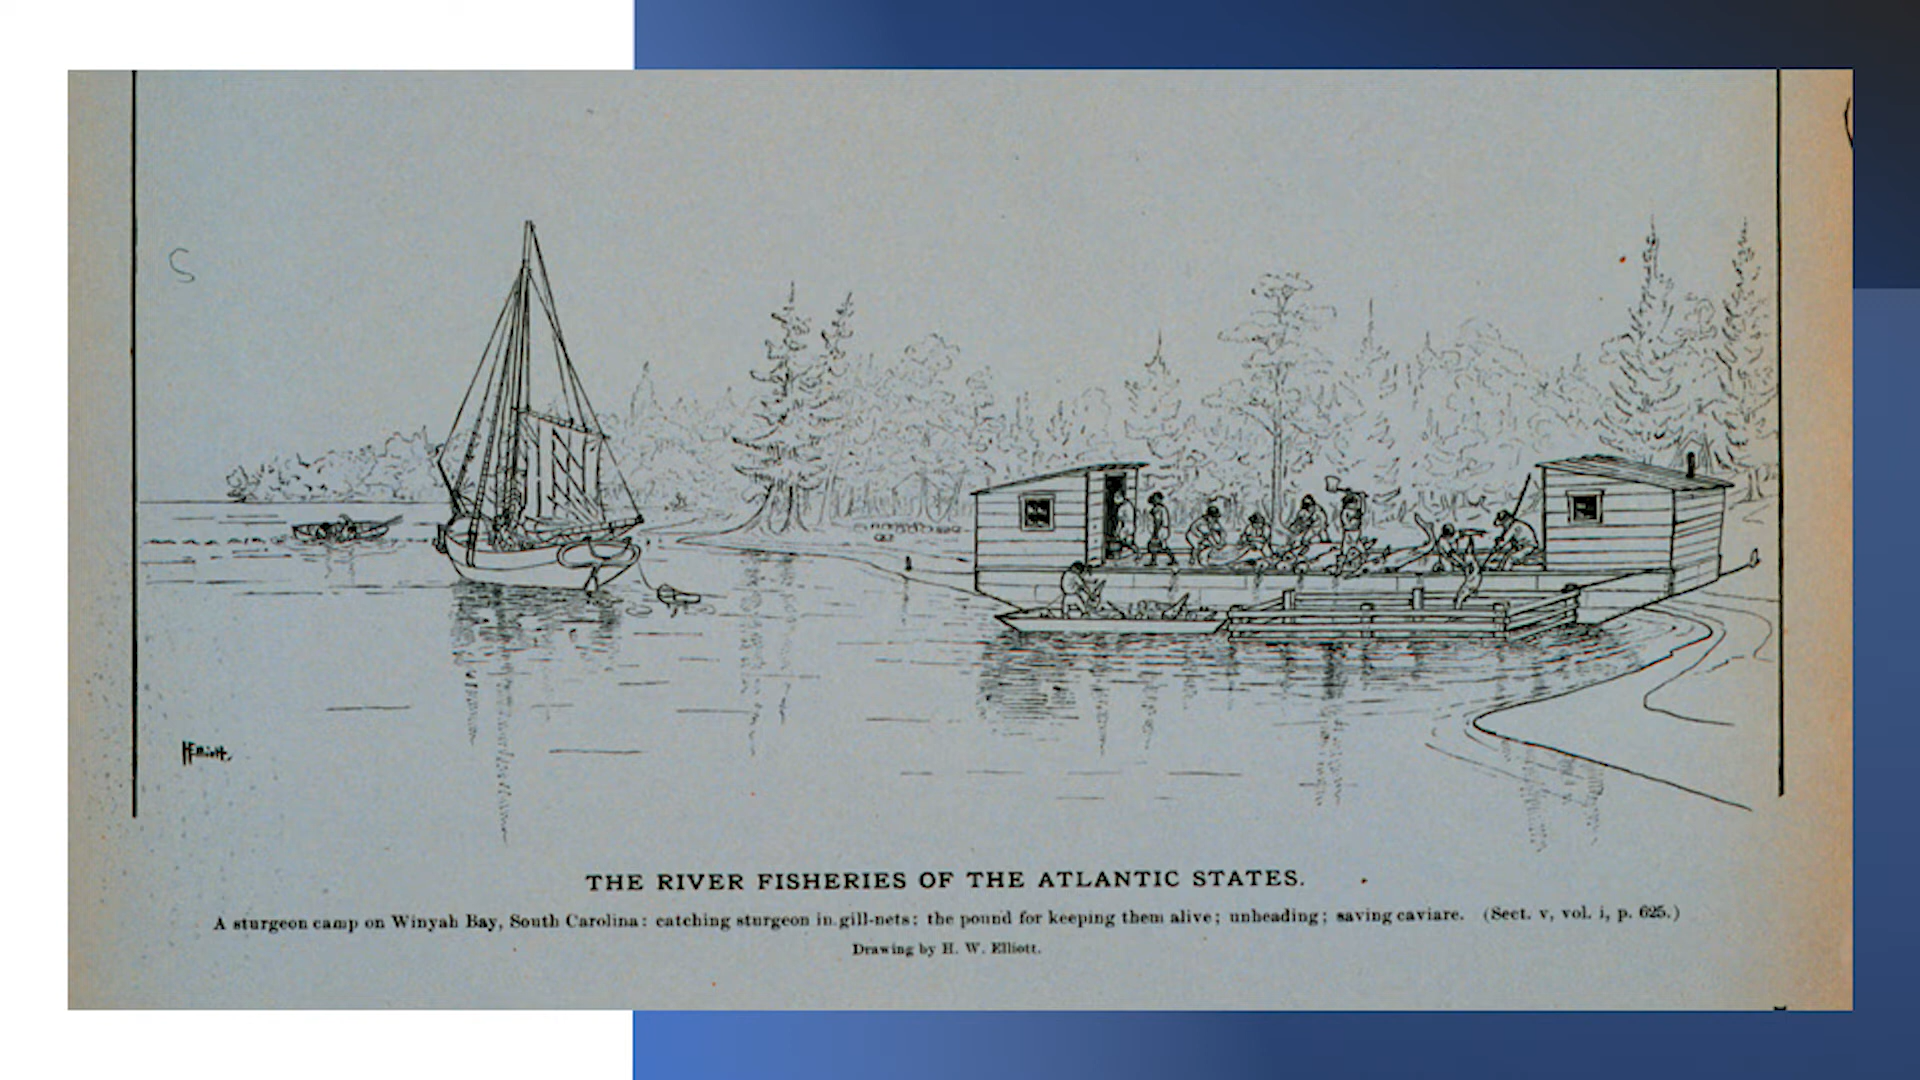 S
HElliott.
THE RIVER FISHERIES OF THE ATLANTIC STATES.
A sturgeon camp on Winyah Bay, South Carolina: catching sturgeon in gill-nets; the pound for keeping them alive; unheading; saving caviare. (Sect. v, vol. i, p. 625.)
Drawing by H. W. Elliott.